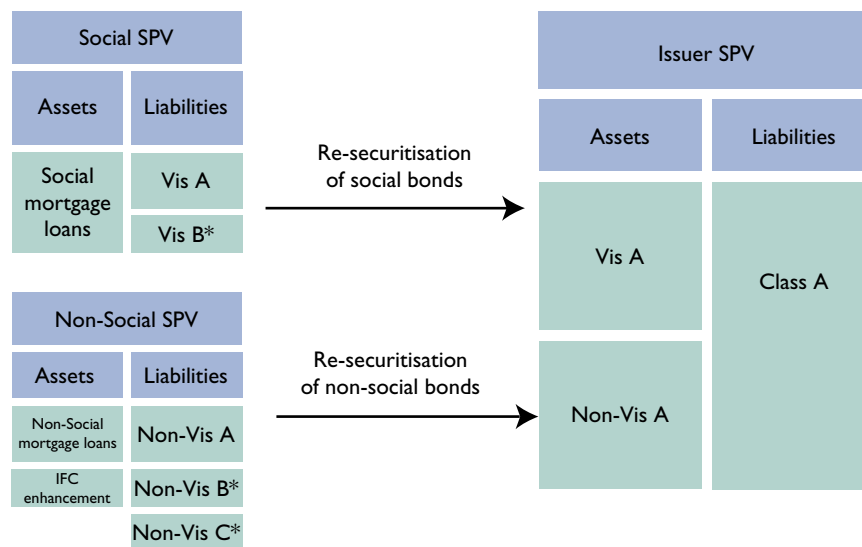 Social SPV
Assets
Liabilities
Social
mortgage
loans
Vis A
Vis B*
Non-Social SPV
Assets
Liabilities
Non-Social
mortgage loans
Non-Vis A
IFC
enhancement
Non-Vis B*
Non-Vis C*
Re-securitisation
of social bonds
Re-securitisation
of non-social bonds
Issuer SPV
Assets
Liabilities
Vis A
Class A
Non-Vis A